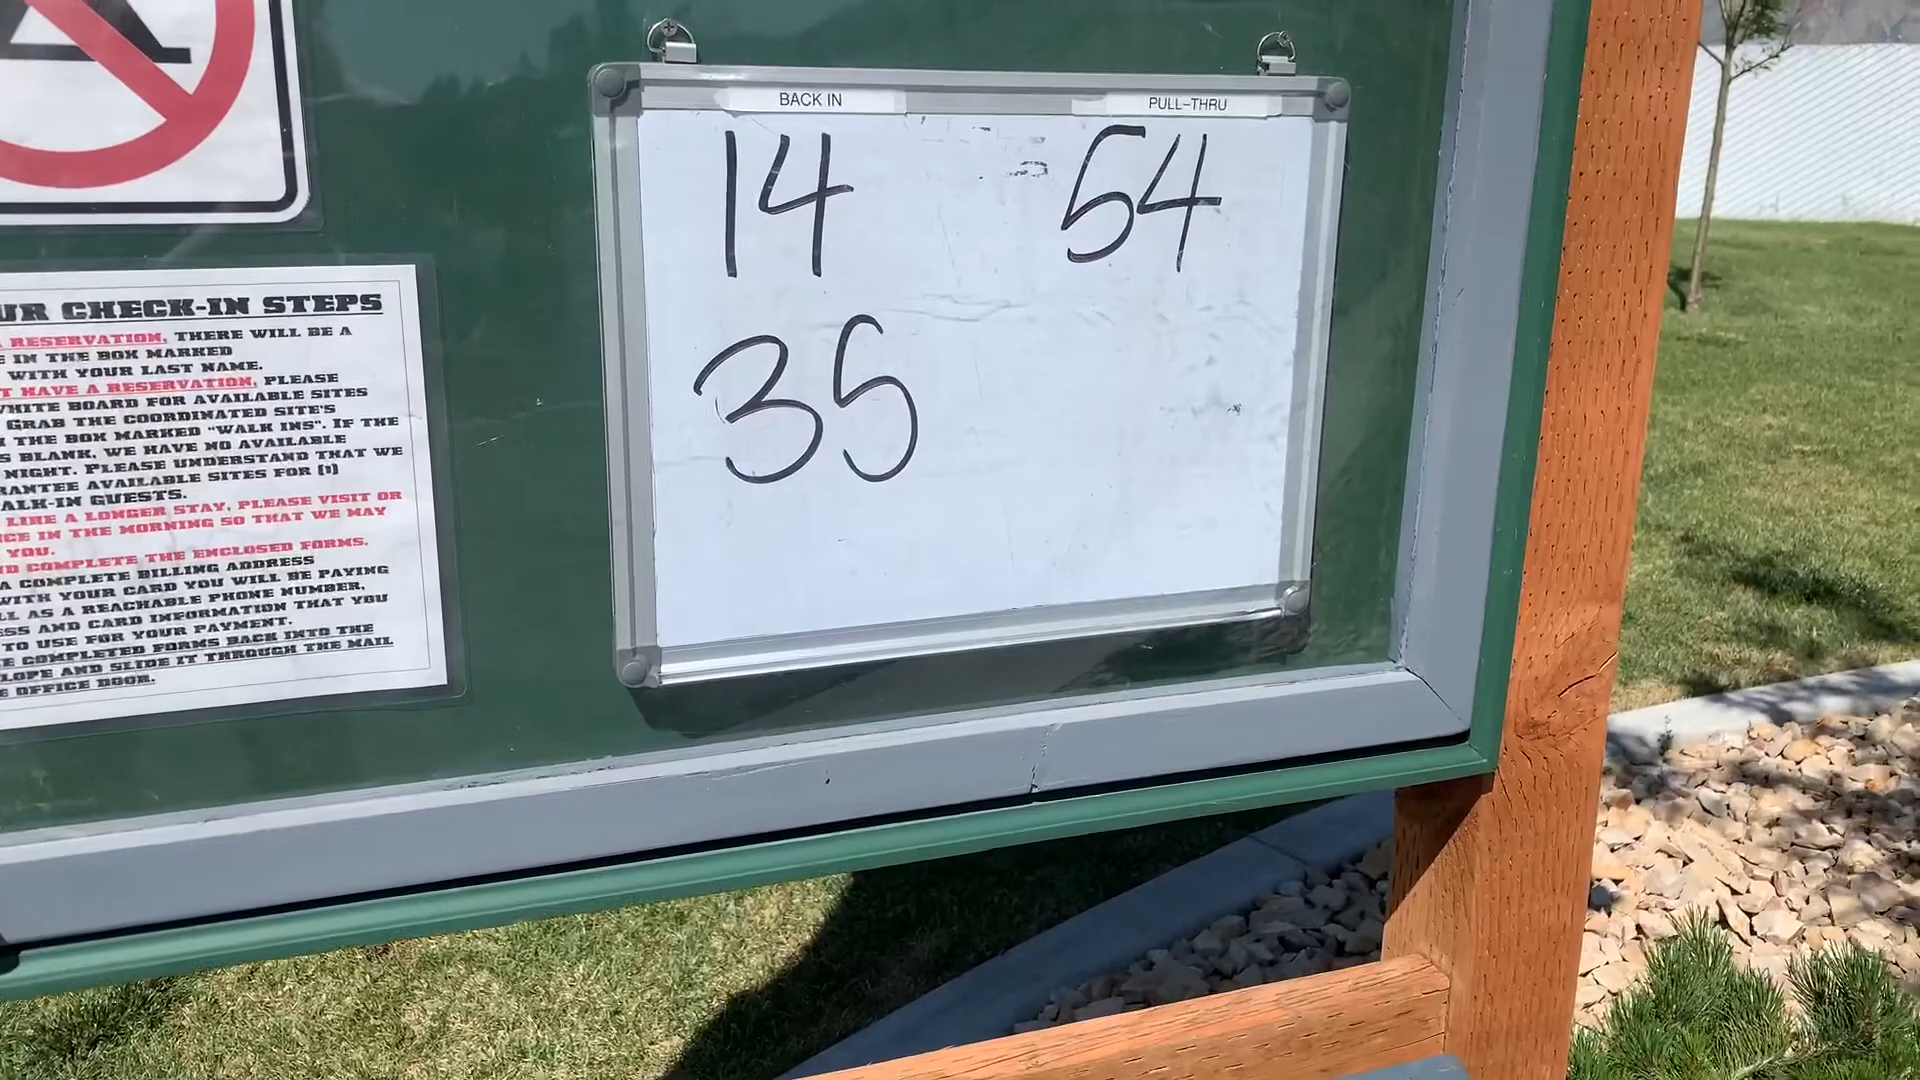 BACK IN PULL-THRU
14 54
35
UR CHECK-IN STEPS
RESERVATION, THERE WILL BE A
IN THE BOX MARKED
WITH YOUR LAST NAME.
HAVE A RESERVATION, PLEASE
WHITE BOARD FOR AVAILABLE SITES
GRAB THE COORDINATED SITE'S
THE BOX MARKED "WALK INS". IF THE
S BLANK, WE HAVE NO AVAILABLE
NIGHT. PLEASE UNDERSTAND THAT WE
RANTEE AVAILABLE SITES FOR (1)
ALK-IN GUESTS.
LIKE A LONGER STAY, PLEASE VISIT OR
ICE IN THE MORNING SO THAT WE MAY
YOU.
COMPLETE THE ENCLOSED FORMS.
A COMPLETE BILLING ADDRESS
WITH YOUR CARD YOU WILL BE PAYING
LL AS A REACHABLE PHONE NUMBER.
ESS AND CARD INFORMATION THAT YOU
TO USE FOR YOUR PAYMENT.
E COMPLETED FORMS BACK INTO THE
LOPE AND SLIDE IT THROUGH THE MAIL
E OFFICE DOOR.